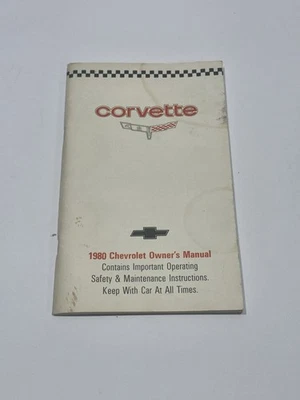 corvette
1980 Chevrolet Owner's Manual
Contains Important Operating
Safety & Maintenance Instructions.
Keep With Car At All Times.